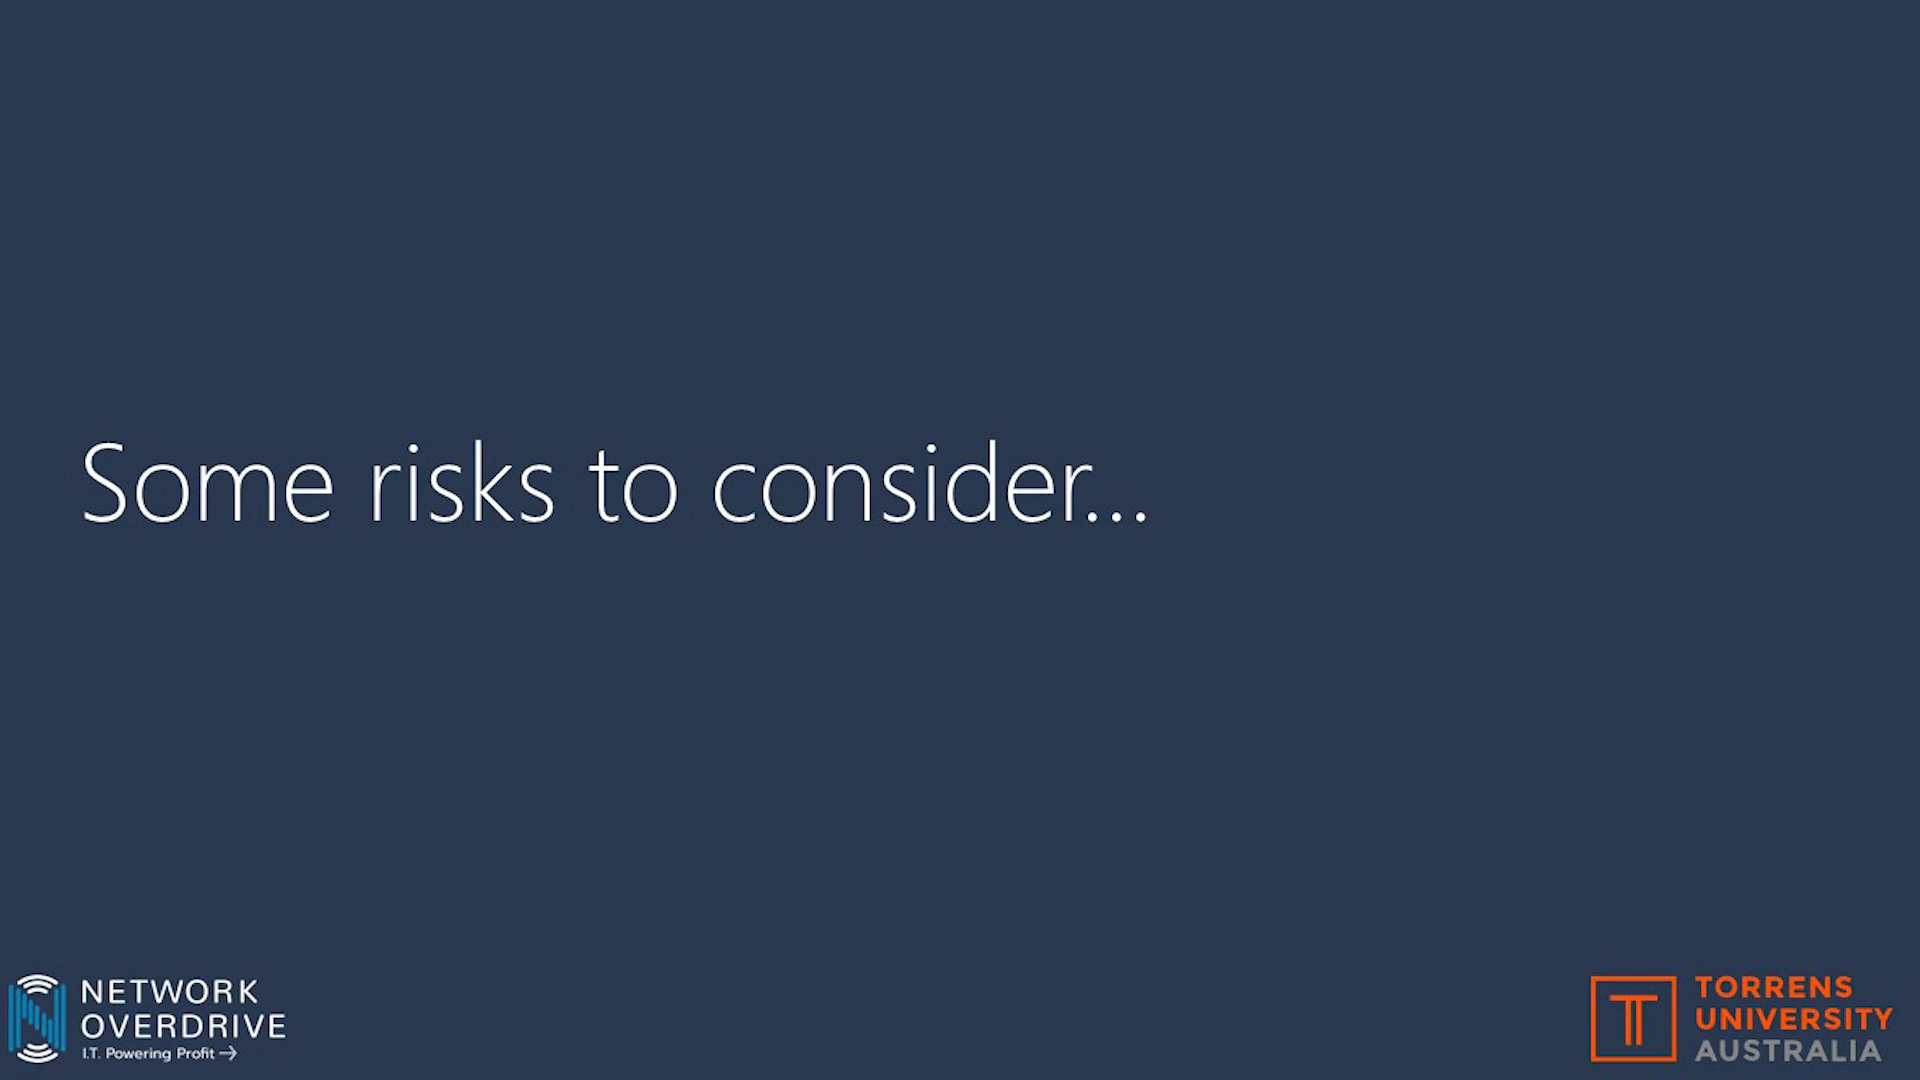 Some risks to consider...
NETWORK
OVERDRIVE
I.T. Powering Profit
TORRENS
UNIVERSITY
AUSTRALIA